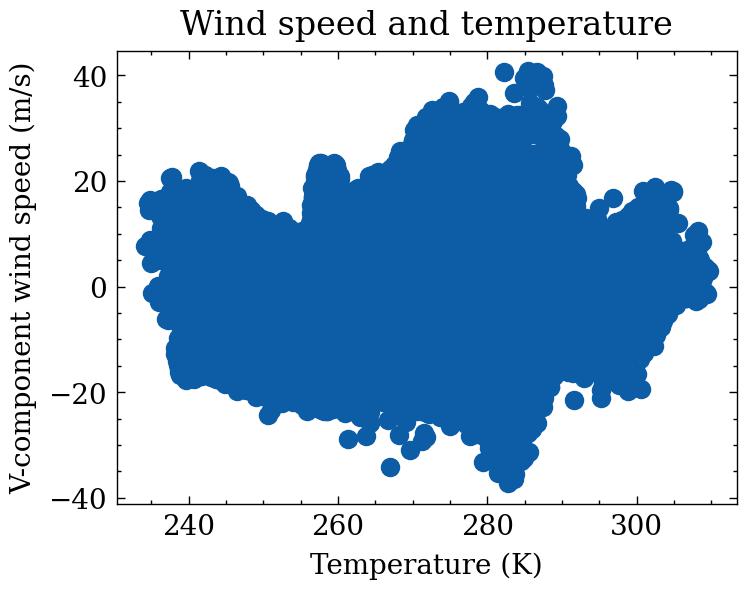 Wind speed and temperature
V-component wind speed (m/s)
40
20
0
−20
−40
240 260 280 300
Temperature (K)